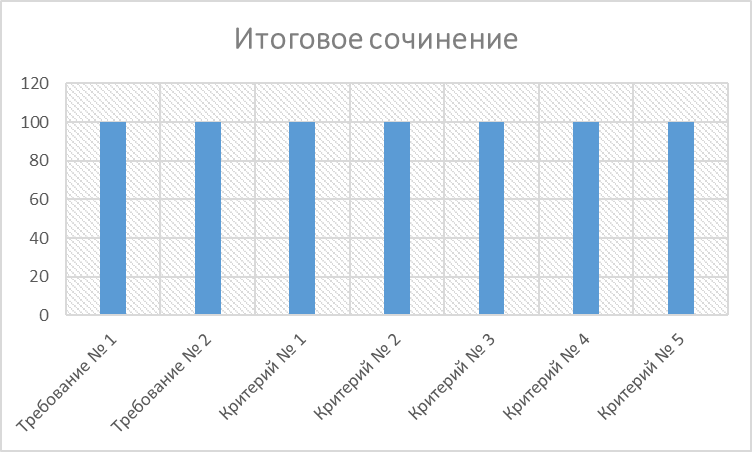 Итоговое сочинение
120
100
80
60
40
20
0
Требование № 1
Требование № 2
Критерий № 1
Критерий № 2
Критерий № 3
Критерий № 4
Критерий № 5